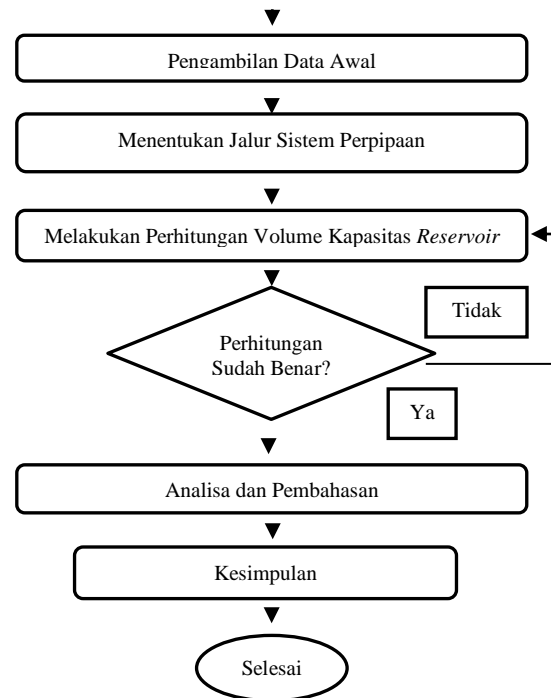 Pengambilan Data Awal
Menentukan Jalur Sistem Perpipaan
Melakukan Perhitungan Volume Kapasitas Reservoir
Tidak
Perhitungan
Sudah Benar?
Ya
Analisa dan Pembahasan
Kesimpulan
Selesai